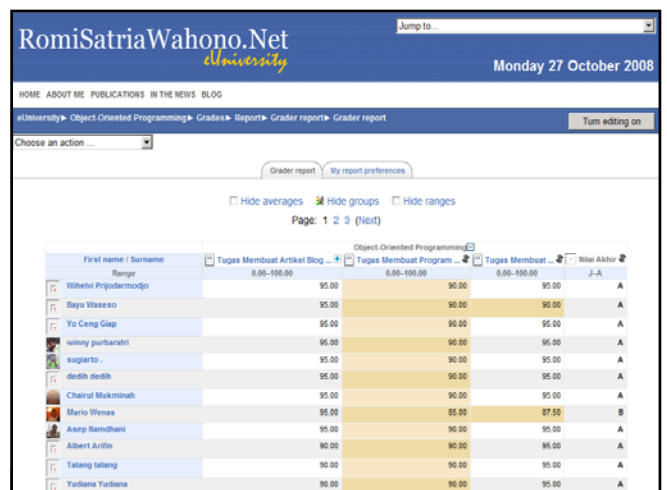 Jump to...
RomiSatriaWahono.Net
eUniversity
Monday 27 October 2008
HOME ABOUT ME PUBLICATIONS IN THE NEWS BLOG
eUniversity► Object-Oriented Programming► Grades► Report► Grader report► Grader report
Turn editing on
Choose an action ...
Grader report My report preferences
Hide averages Hide groups Hide ranges
Page: 1 2 3 (Next)
Object-Oriented Programming
First name / Surname Tugas Membuat Artikel Blog ... Tugas Membuat Program ... Tugas Membuat ... Nilai Akhir
Range 0.00–100.00 0.00–100.00 0.00–100.00 J–A
Wihelvi Prijodarmodjo 95.00 90.00 95.00 A
Bayu Waseso 95.00 90.00 90.00 A
Yo Ceng Giap 95.00 90.00 95.00 A
winny purbaratri 95.00 90.00 95.00 A
sugiarto . 95.00 90.00 95.00 A
dedih dedih 95.00 90.00 95.00 A
Chairul Mukminah 95.00 90.00 95.00 A
Mario Wenas 95.00 85.00 87.50 B
Asep Ramdhani 95.00 90.00 95.00 A
Albert Arifin 90.00 90.00 95.00 A
Tatang tatang 90.00 90.00 95.00 A
Yudiana Yudiana 90.00 90.00 95.00 A